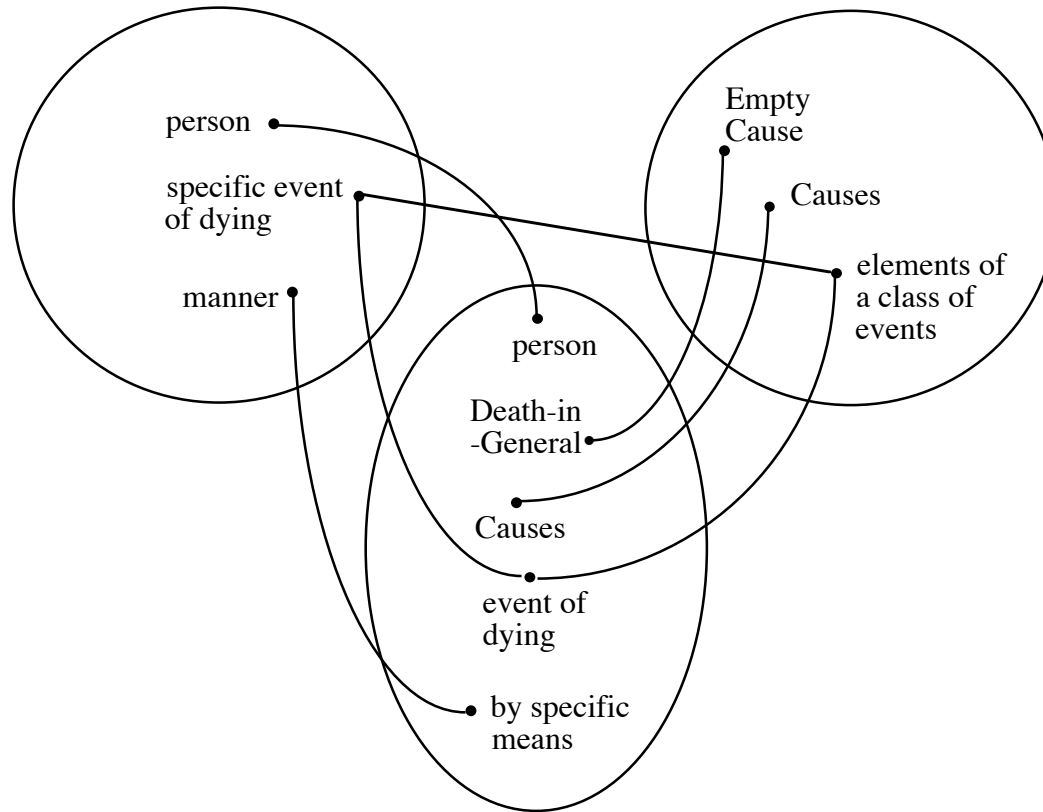 person
specific event
of dying
manner
Empty
Cause
Causes
elements of
a class of
events
person
Death-in
-General
Causes
event of
dying
by specific
means